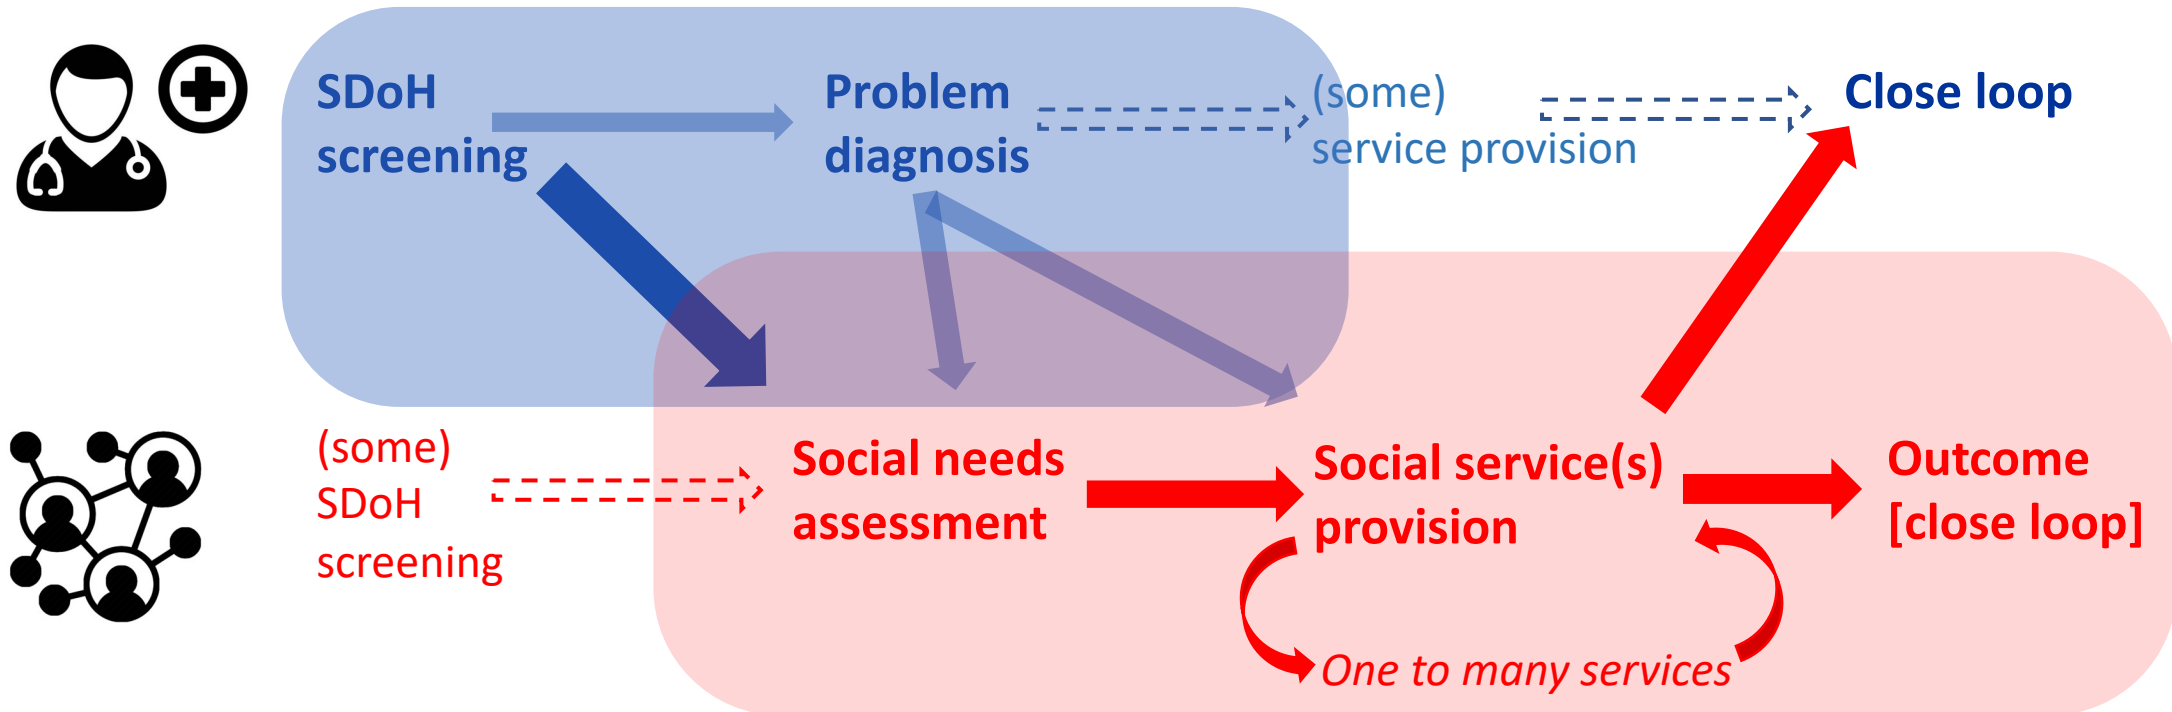 SDoH
screening
Problem
diagnosis
(some)
service provision
Close loop
(some)
SDoH
screening
Social needs
assessment
Social service(s)
provision
Outcome
[close loop]
One to many services